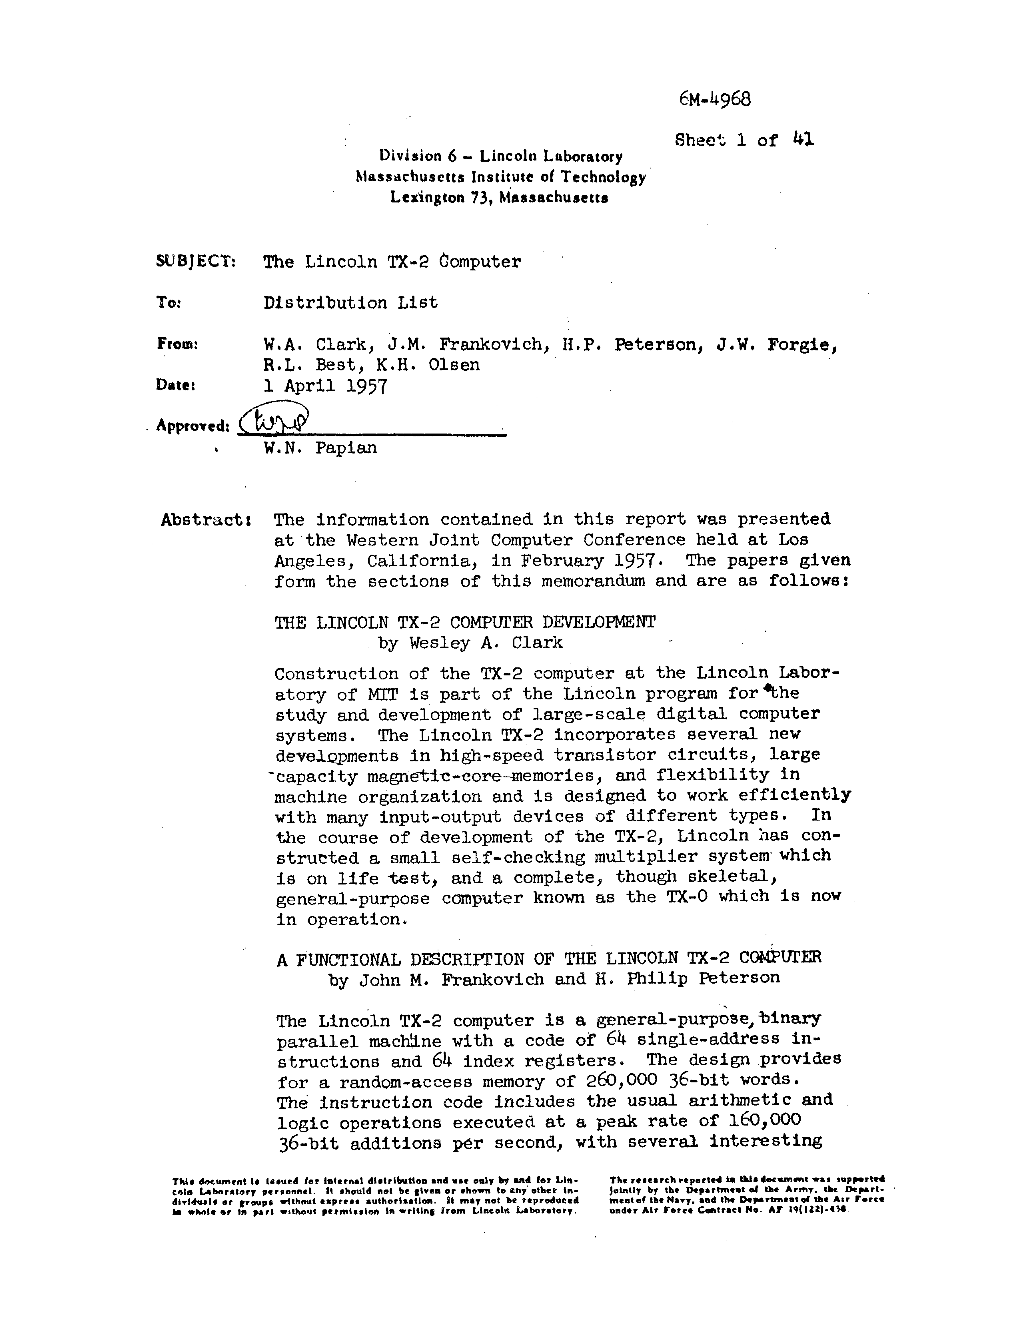 6M-4968
Sheet 1 of 41
Division 6 – Lincoln Laboratory
Massachusetts Institute of Technology
Lexington 73, Massachusetts
SUBJECT: The Lincoln TX-2 Computer
To: Distribution List
From: W.A. Clark, J.M. Frankovich, H.P. Peterson, J.W. Forgie,
R.L. Best, K.H. Olsen
Date: 1 April 1957
Approved:
W.N. Papian
Abstract: The information contained in this report was presented
at the Western Joint Computer Conference held at Los
Angeles, California, in February 1957. The papers given
form the sections of this memorandum and are as follows:
THE LINCOLN TX-2 COMPUTER DEVELOPMENT
by Wesley A. Clark
Construction of the TX-2 computer at the Lincoln Labor-
atory of MIT is part of the Lincoln program for the
study and development of large-scale digital computer
systems. The Lincoln TX-2 incorporates several new
developments in high-speed transistor circuits, large
capacity magnetic-core-memories, and flexibility in
machine organization and is designed to work efficiently
with many input-output devices of different types. In
the course of development of the TX-2, Lincoln has con-
structed a small self-checking multiplier system which
is on life test, and a complete, though skeletal,
general-purpose computer known as the TX-0 which is now
in operation.
A FUNCTIONAL DESCRIPTION OF THE LINCOLN TX-2 COMPUTER
by John M. Frankovich and H. Philip Peterson
The Lincoln TX-2 computer is a general-purpose, binary
parallel machine with a code of 64 single-address in-
structions and 64 index registers. The design provides
for a random-access memory of 260,000 36-bit words.
The instruction code includes the usual arithmetic and
logic operations executed at a peak rate of 160,000
36-bit additions per second, with several interesting
This document is issued for internal distribution and use only by and for Lin-
coln Laboratory personnel. It should not be given or shown to any other in-
dividuals or groups without express authorization. It may not be reproduced
in whole or in part without permission in writing from Lincoln Laboratory.
The research reported in this document was supported
jointly by the Department of the Army, the Depart-
ment of the Navy, and the Department of the Air Force
under Air Force Contract No. AF 19(122)-458.